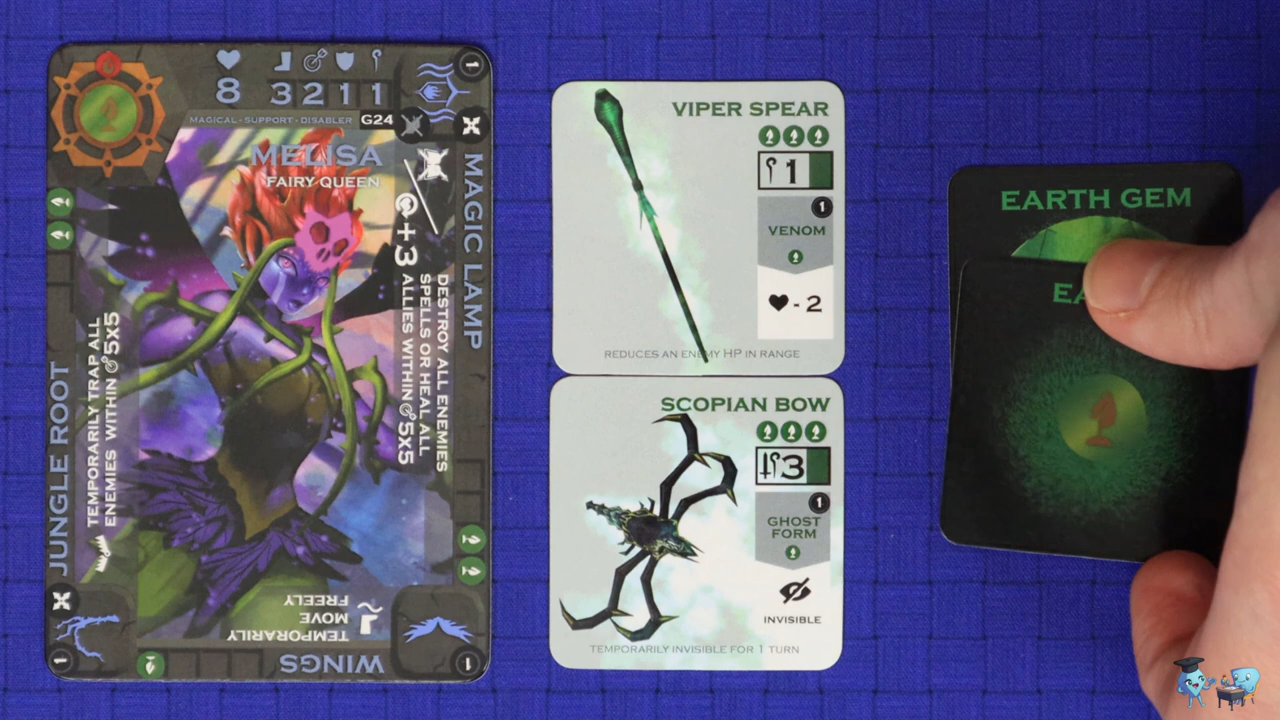 8 3 2 1 1
MAGICAL - SUPPORT - DISABLER G24
MELISA
FAIRY QUEEN
1
MAGIC LAMP
+3
DESTROY ALL ENEMIES
SPELLS OR HEAL ALL
ALLIES WITHIN 5X5
JUNGLE ROOT
TEMPORARILY TRAP ALL
ENEMIES WITHIN 5X5
1
WINGS
TEMPORARILY
MOVE
FREELY
1
VIPER SPEAR
1
1
VENOM
- 2
REDUCES AN ENEMY HP IN RANGE
SCOPIAN BOW
3
1
GHOST
FORM
INVISIBLE
TEMPORARILY INVISIBLE FOR 1 TURN
EARTH GEM
EA